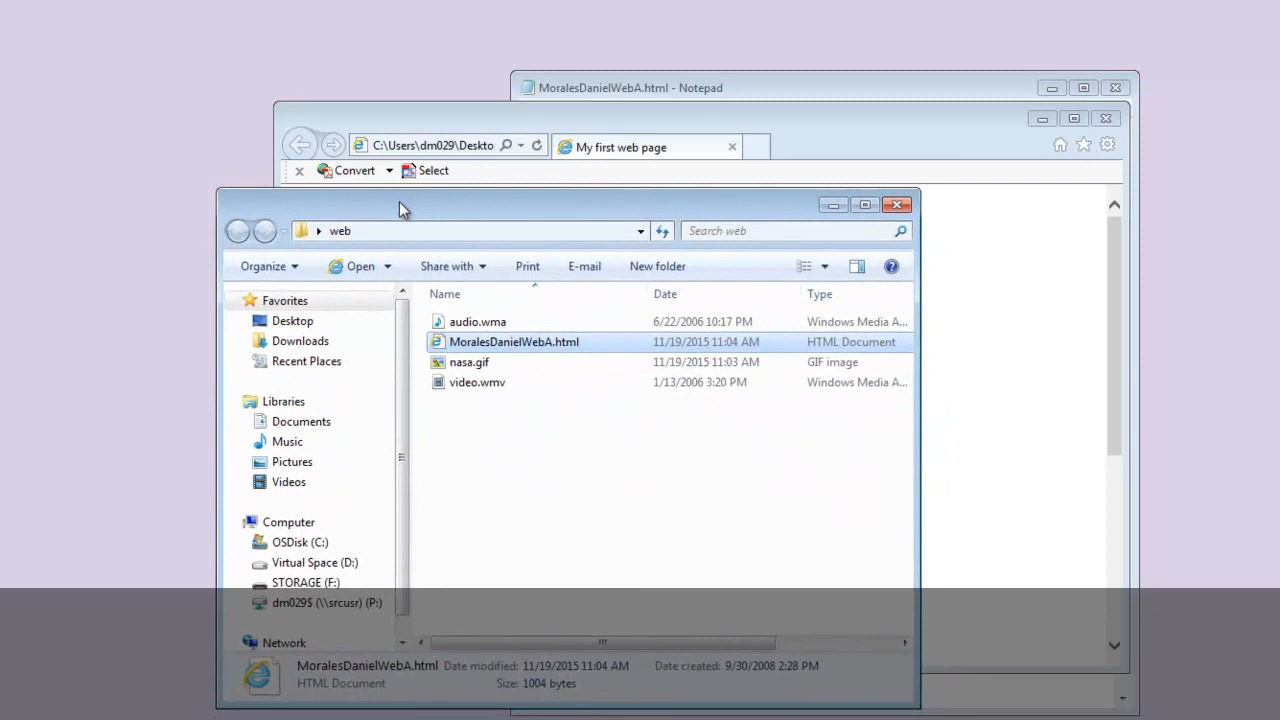 MoralesDanielWebA.html - Notepad
C:\Users\dm029\Deskto
My first web page
Convert
Select
web
Search web
Organize
Open
Share with
Print
E-mail
New folder
Name
Date
Type
Favorites
Desktop
Downloads
Recent Places
Libraries
Documents
Music
Pictures
Videos
Computer
OSDisk (C:)
Virtual Space (D:)
STORAGE (F:)
dm029$ (\\srcusr) (P:)
Network
audio.wma 6/22/2006 10:17 PM Windows Media A...
MoralesDanielWebA.html 11/19/2015 11:04 AM HTML Document
nasa.gif 11/19/2015 11:03 AM GIF image
video.wmv 1/13/2006 3:20 PM Windows Media A...
MoralesDanielWebA.html Date modified: 11/19/2015 11:04 AM Date created: 9/30/2008 2:28 PM
HTML Document Size: 1004 bytes